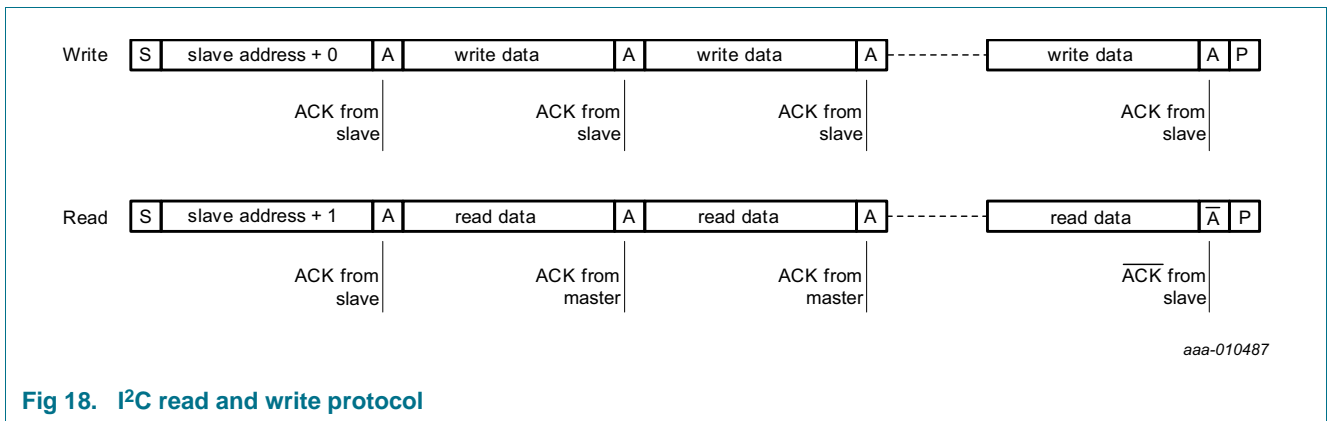 Write S slave address + 0 A write data A write data A write data A P
ACK from slave ACK from slave ACK from slave ACK from slave
Read S slave address + 1 A read data A read data A read data A̅ P
ACK from slave ACK from master ACK from master A̅C̅K̅ from slave
aaa-010487
Fig 18. I²C read and write protocol